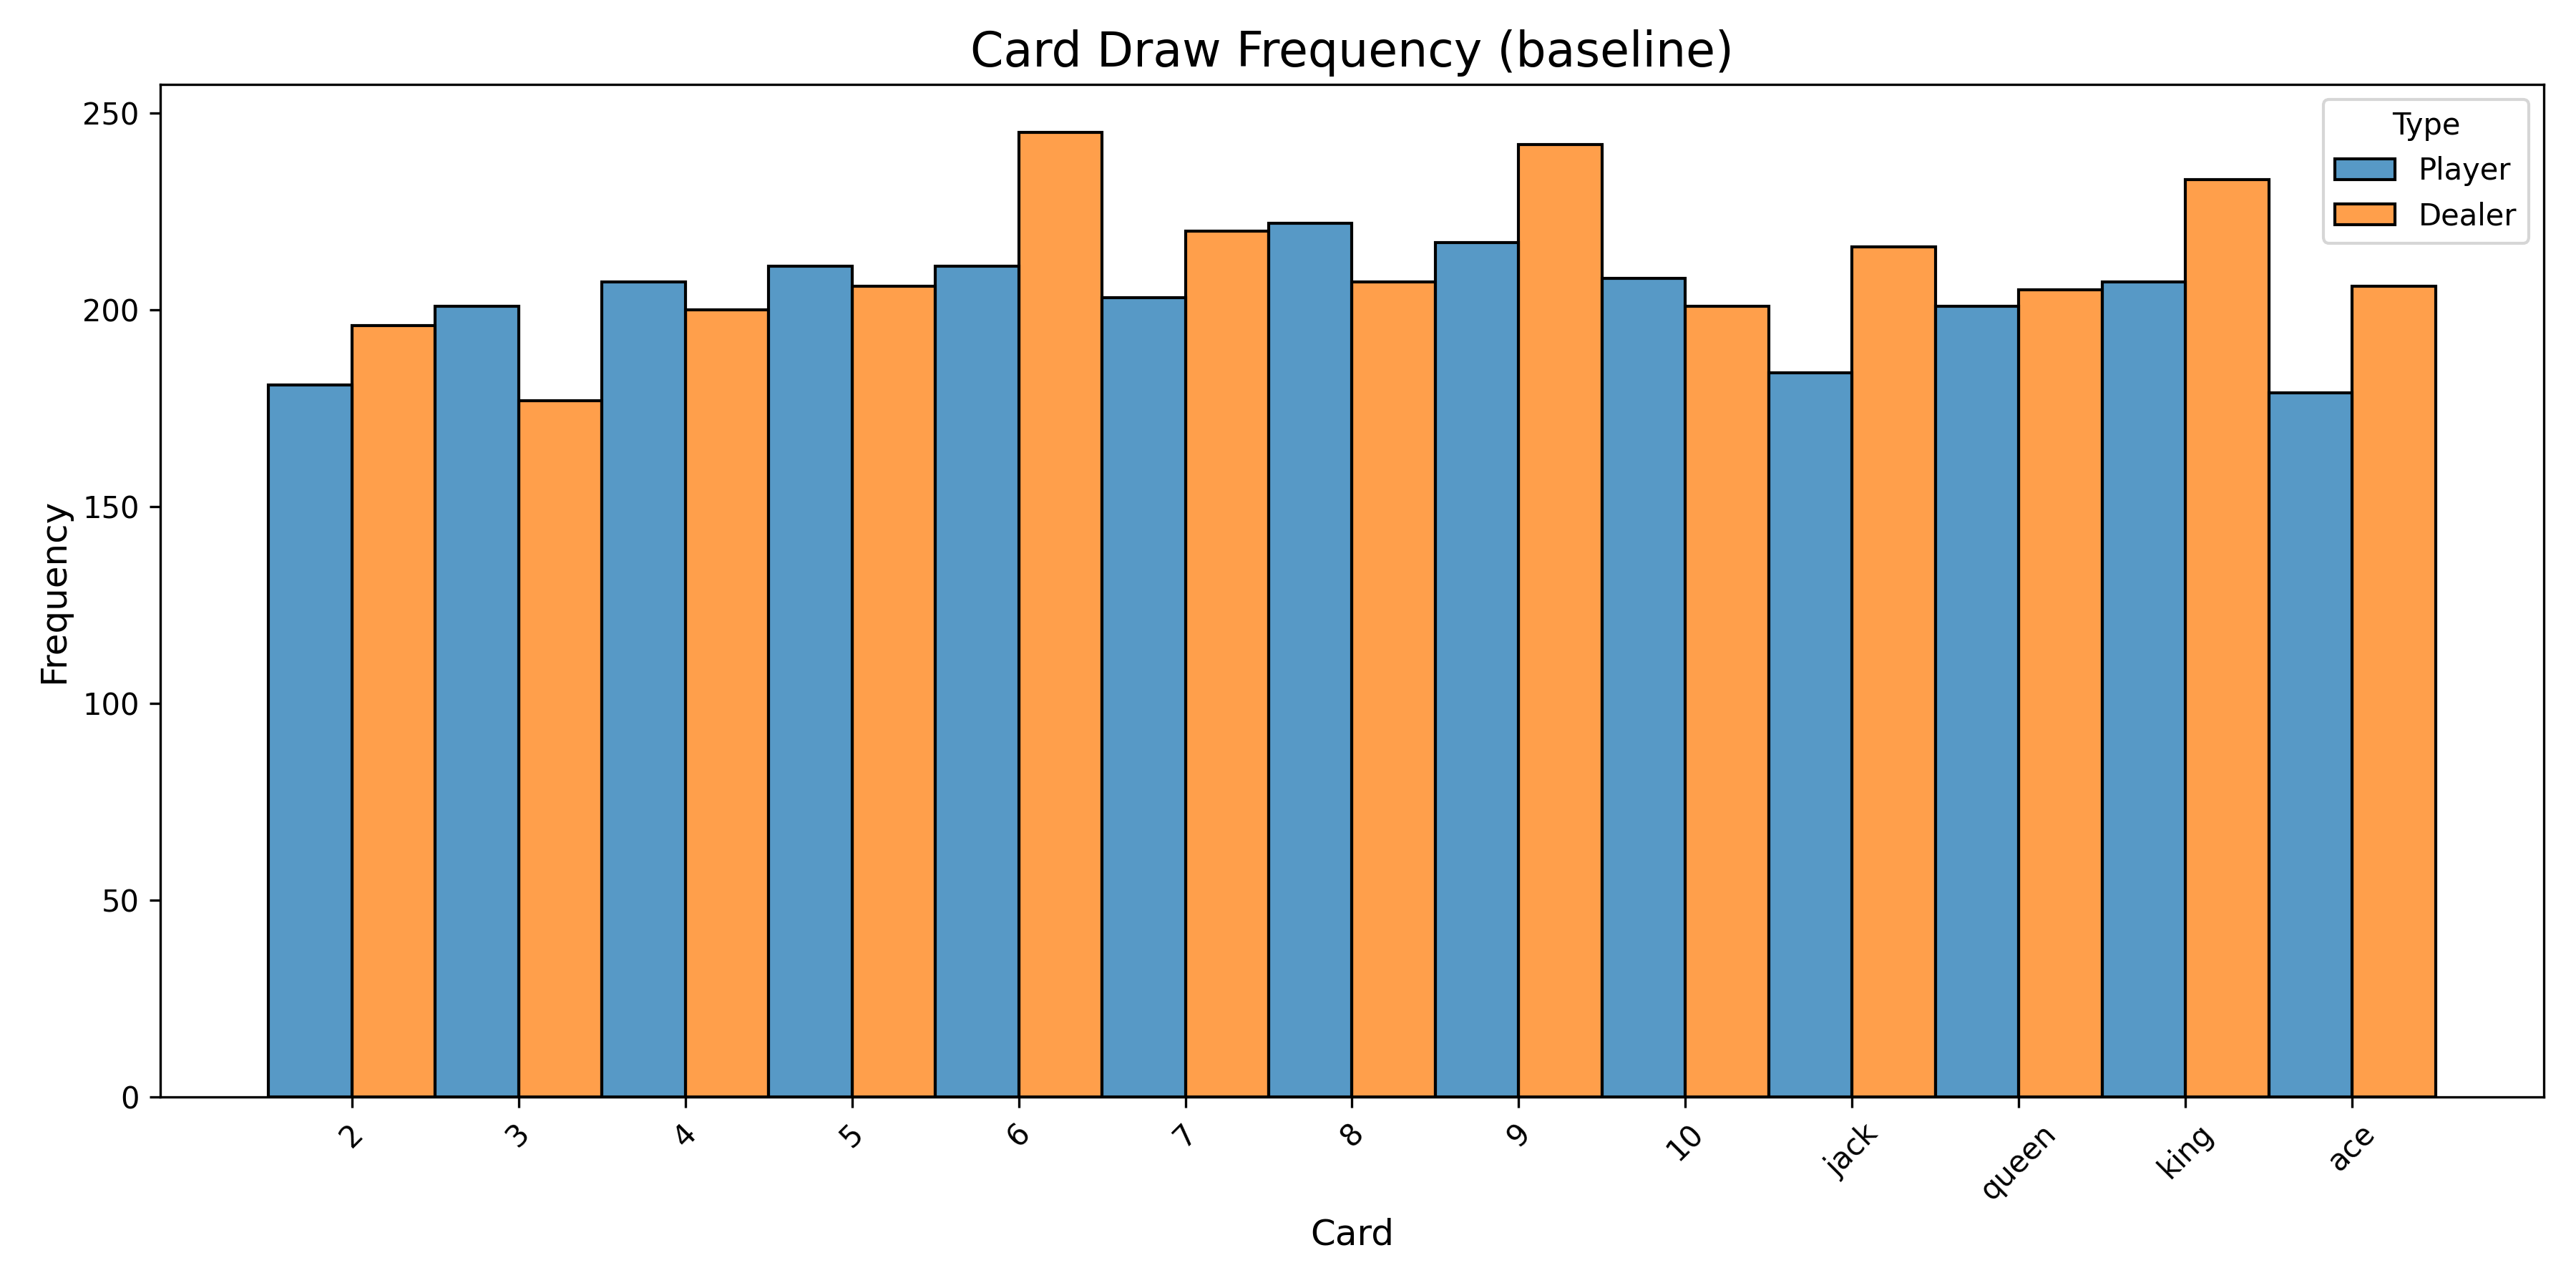 Card Draw Frequency (baseline)
Type
Player
Dealer
Frequency
250
200
150
100
50
0
2 3 4 5 6 7 8 9 10 jack queen king ace
Card